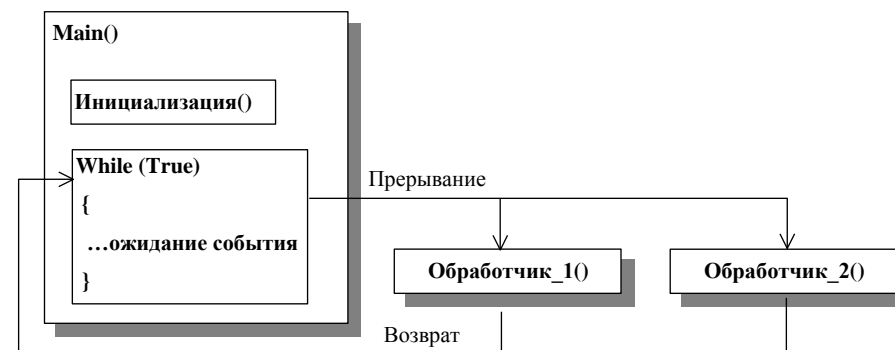 Main()
Инициализация()
While (True)
{
…ожидание события
}
Прерывание
Обработчик_1()
Обработчик_2()
Возврат